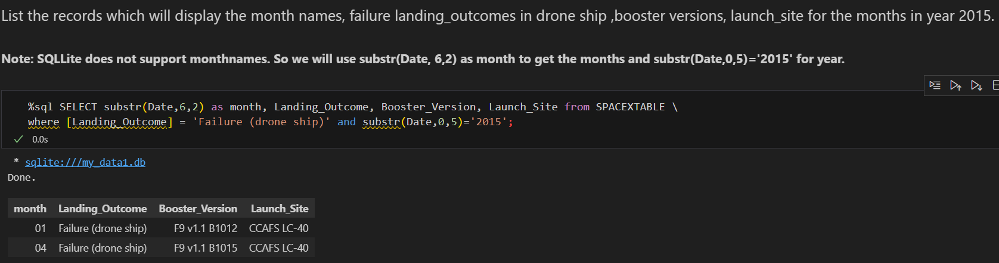 List the records which will display the month names, failure landing_outcomes in drone ship ,booster versions, launch_site for the months in year 2015.
Note: SQLLite does not support monthnames. So we will use substr(Date, 6,2) as month to get the months and substr(Date,0,5)='2015' for year.
%sql SELECT substr(Date,6,2) as month, Landing_Outcome, Booster_Version, Launch_Site from SPACEXTABLE \
where [Landing_Outcome] = 'Failure (drone ship)' and substr(Date,0,5)='2015';
0.0s
* sqlite:///my_data1.db
Done.
month Landing_Outcome Booster_Version Launch_Site
01 Failure (drone ship) F9 v1.1 B1012 CCAFS LC-40
04 Failure (drone ship) F9 v1.1 B1015 CCAFS LC-40